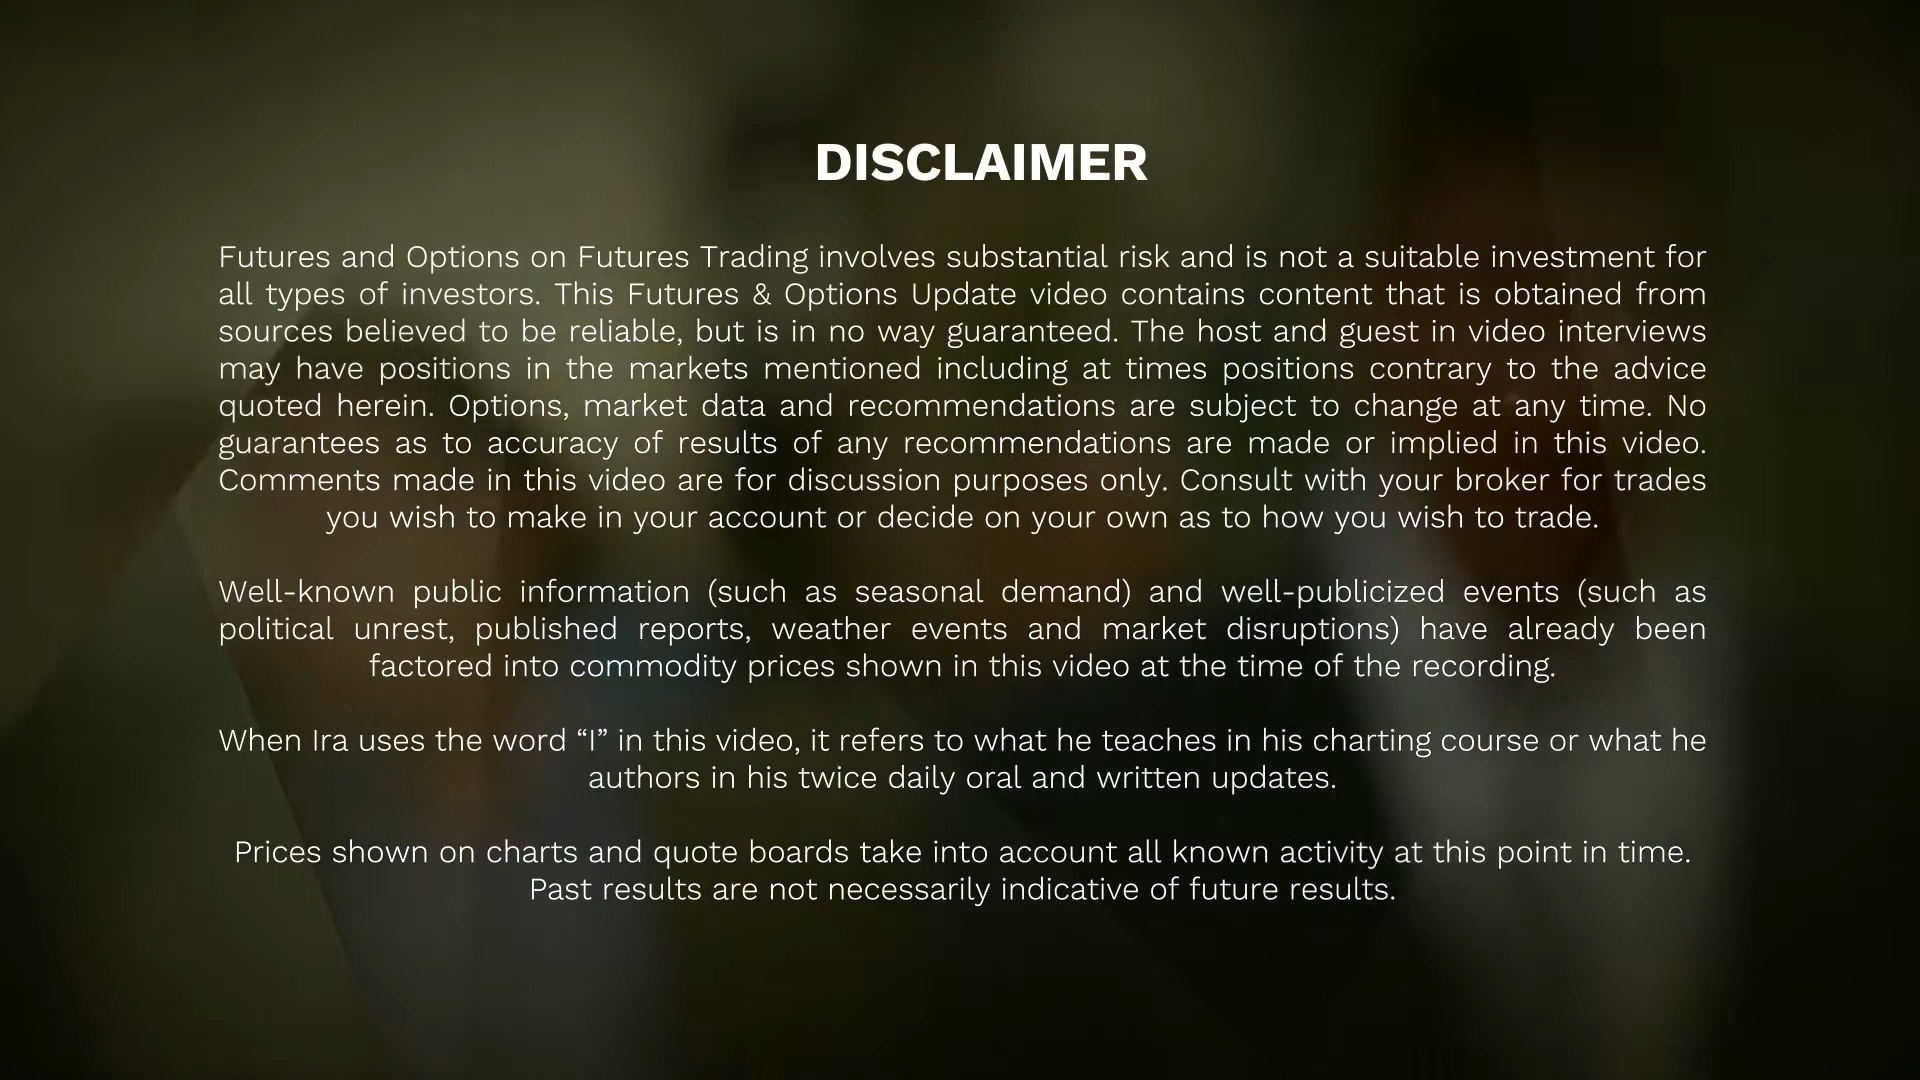 DISCLAIMER
Futures and Options on Futures Trading involves substantial risk and is not a suitable investment for
all types of investors. This Futures & Options Update video contains content that is obtained from
sources believed to be reliable, but is in no way guaranteed. The host and guest in video interviews
may have positions in the markets mentioned including at times positions contrary to the advice
quoted herein. Options, market data and recommendations are subject to change at any time. No
guarantees as to accuracy of results of any recommendations are made or implied in this video.
Comments made in this video are for discussion purposes only. Consult with your broker for trades
you wish to make in your account or decide on your own as to how you wish to trade.
Well-known public information (such as seasonal demand) and well-publicized events (such as
political unrest, published reports, weather events and market disruptions) have already been
factored into commodity prices shown in this video at the time of the recording.
When Ira uses the word “I” in this video, it refers to what he teaches in his charting course or what he
authors in his twice daily oral and written updates.
Prices shown on charts and quote boards take into account all known activity at this point in time.
Past results are not necessarily indicative of future results.